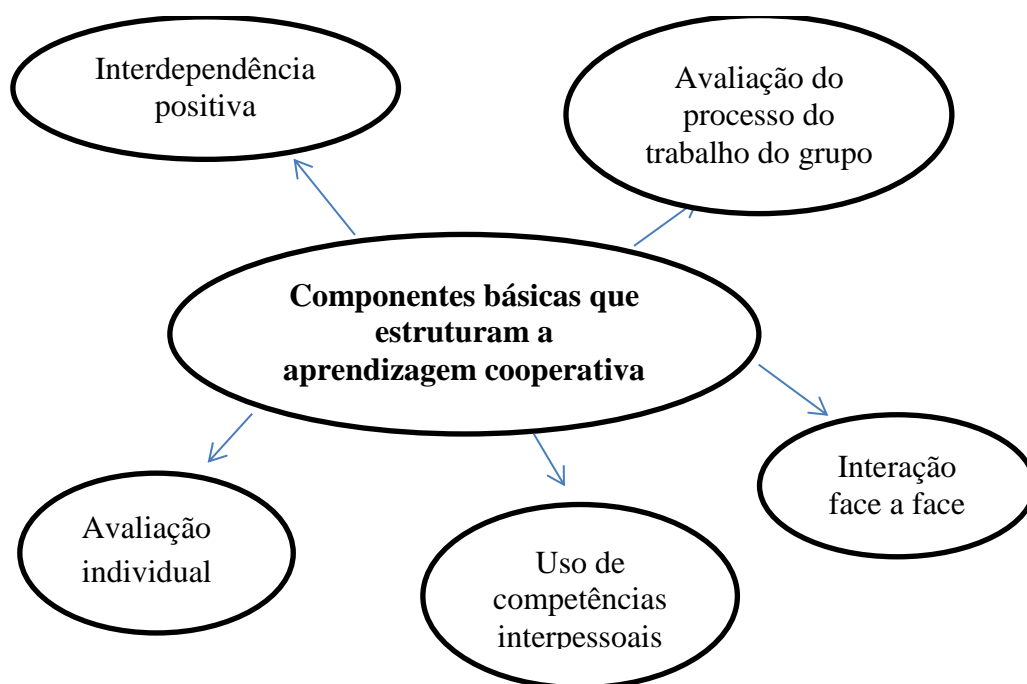 Interdependência
positiva
Avaliação do
processo do
trabalho do grupo
Componentes básicas que
estruturam a
aprendizagem cooperativa
Interação
face a face
Avaliação
individual
Uso de
competências
interpessoais